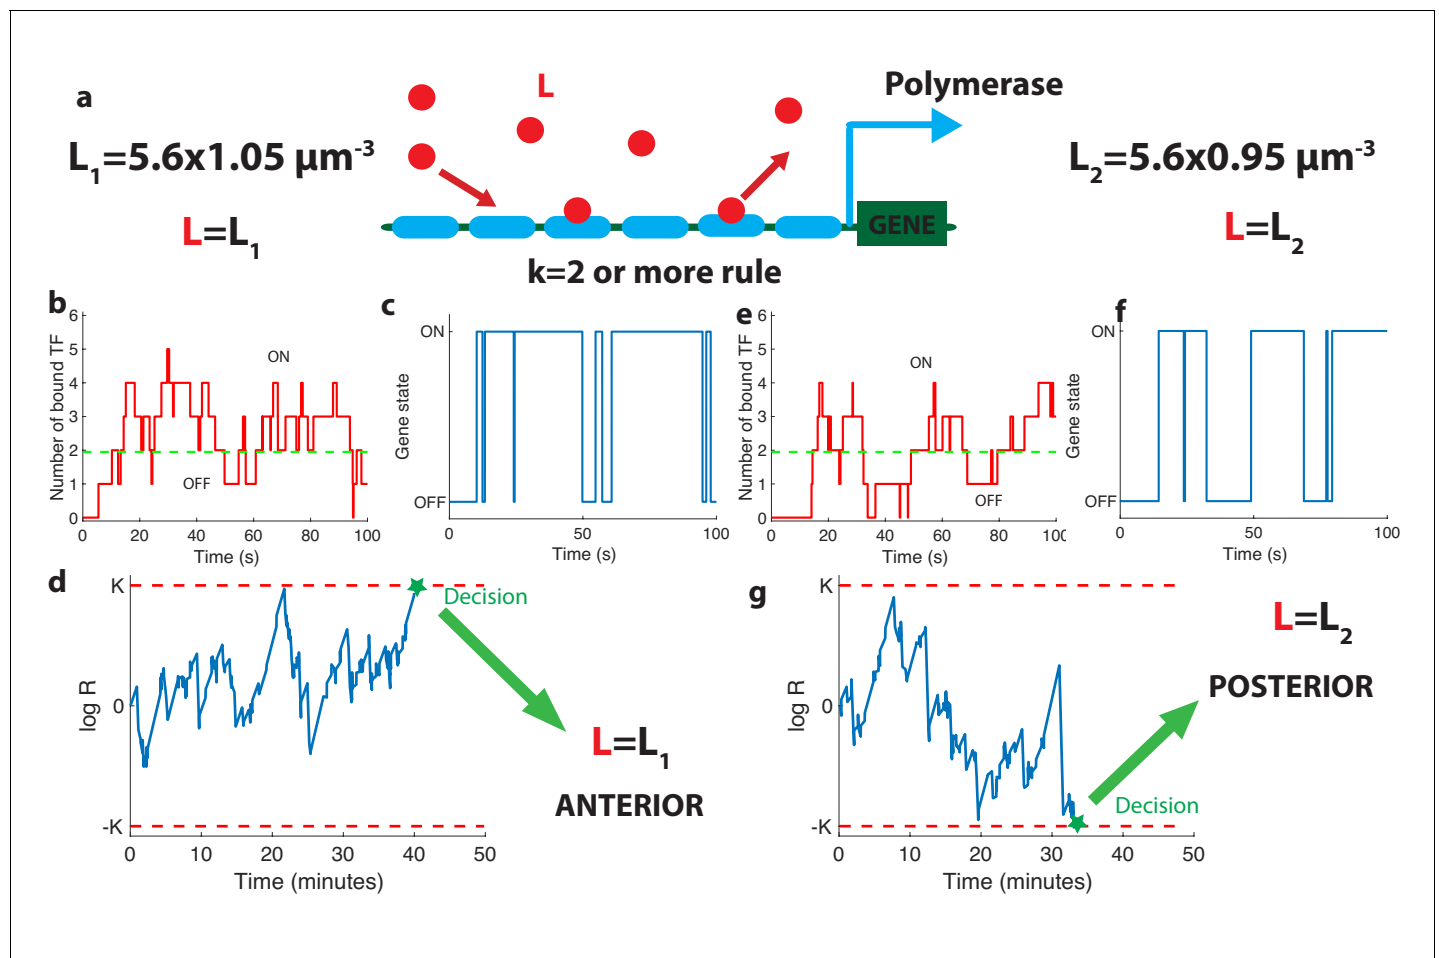 a
L
Polymerase
L₁=5.6x1.05 μm⁻³
L₂=5.6x0.95 μm⁻³
L=L₁
GENE
L=L₂
k=2 or more rule
b
Number of bound TF
6
5
4
3
2
1
0
ON
OFF
0 20 40 60 80 100
Time (s)
c
Gene state
ON
OFF
0 50 100
Time (s)
e
Number of bound TF
6
5
4
3
2
1
0
ON
OFF
0 20 40 60 80 100
Time (s)
f
Gene state
ON
OFF
0 50 100
Time (s)
d
log R
K
0
-K
Decision
0 10 20 30 40 50
Time (minutes)
L=L₁
ANTERIOR
g
log R
K
0
-K
Decision
0 10 20 30 40 50
Time (minutes)
L=L₂
POSTERIOR